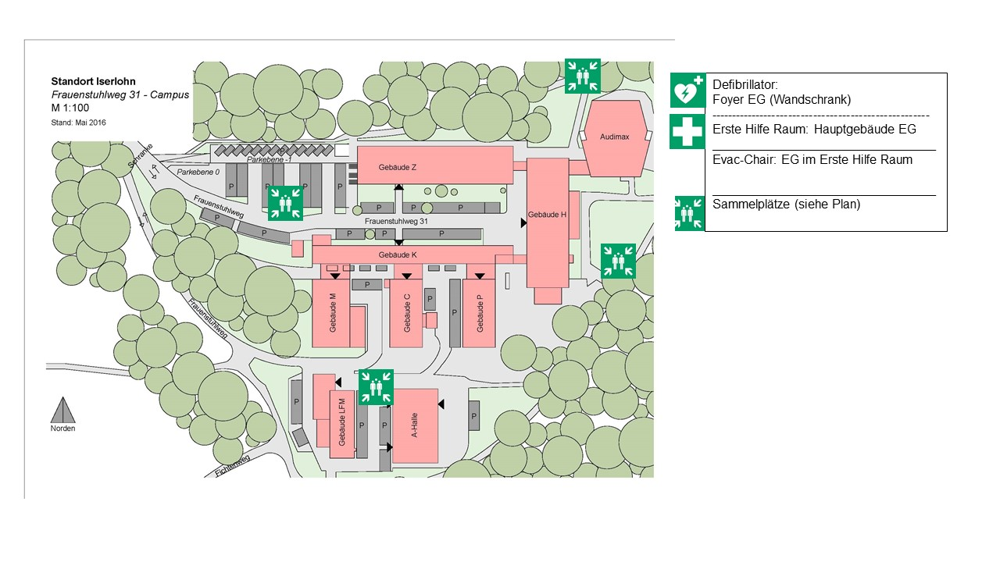 Standort Iserlohn
Frauenstuhlweg 31 - Campus
M 1:100
Stand: Mai 2016
Defibrillator:
Foyer EG (Wandschrank)
Erste Hilfe Raum: Hauptgebäude EG
Evac-Chair: EG im Erste Hilfe Raum
Sammelplätze (siehe Plan)
Audimax
Schranke
P
Parkebene -1
Parkebene 0
Gebäude Z
P
P
P
P
Frauenstuhlweg
P
P
P
P
P
Frauenstuhlweg 31
Gebäude H
P
P
P
P
P
Gebäude K
P
Gebäude M
Gebäude C
P
P
Gebäude P
Frauenstuhlweg
P
Gebäude LFM
P
P
A-Halle
P
Norden
Fichtenweg